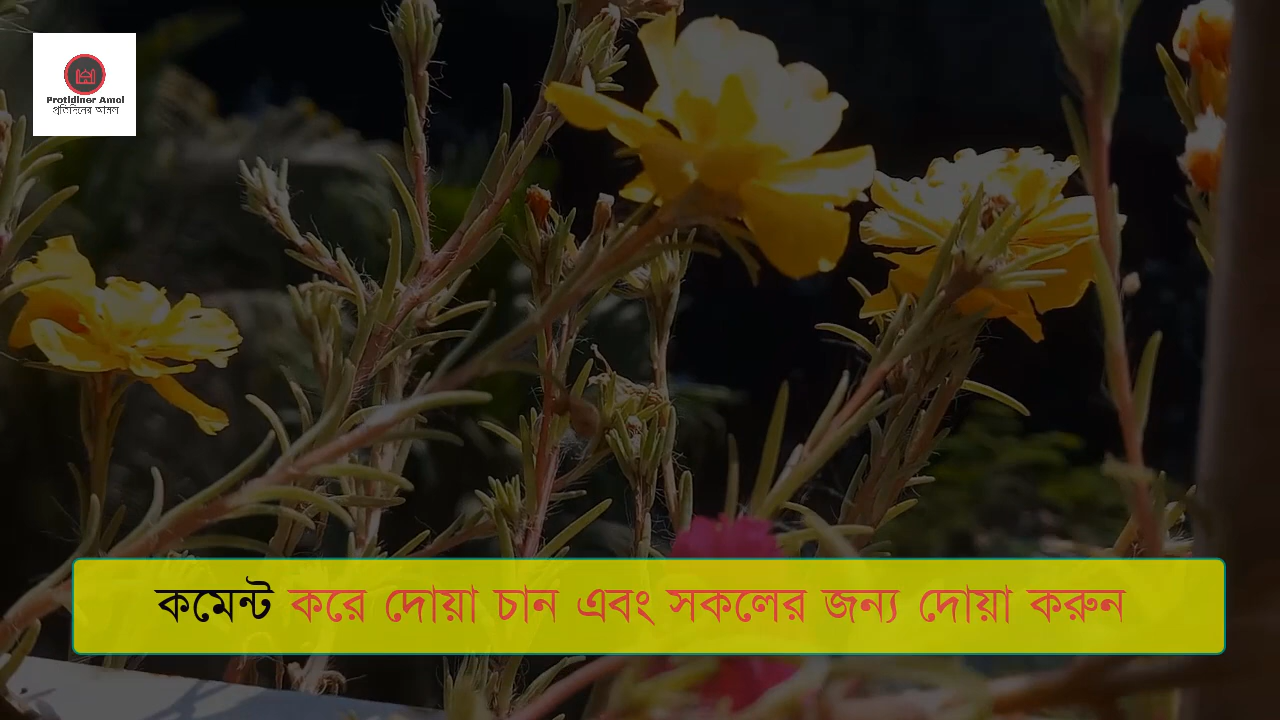 Protidiner Amol
প্রতিদিনের আমল
কমেন্ট করে দোয়া চান এবং সকলের জন্য দোয়া করুন